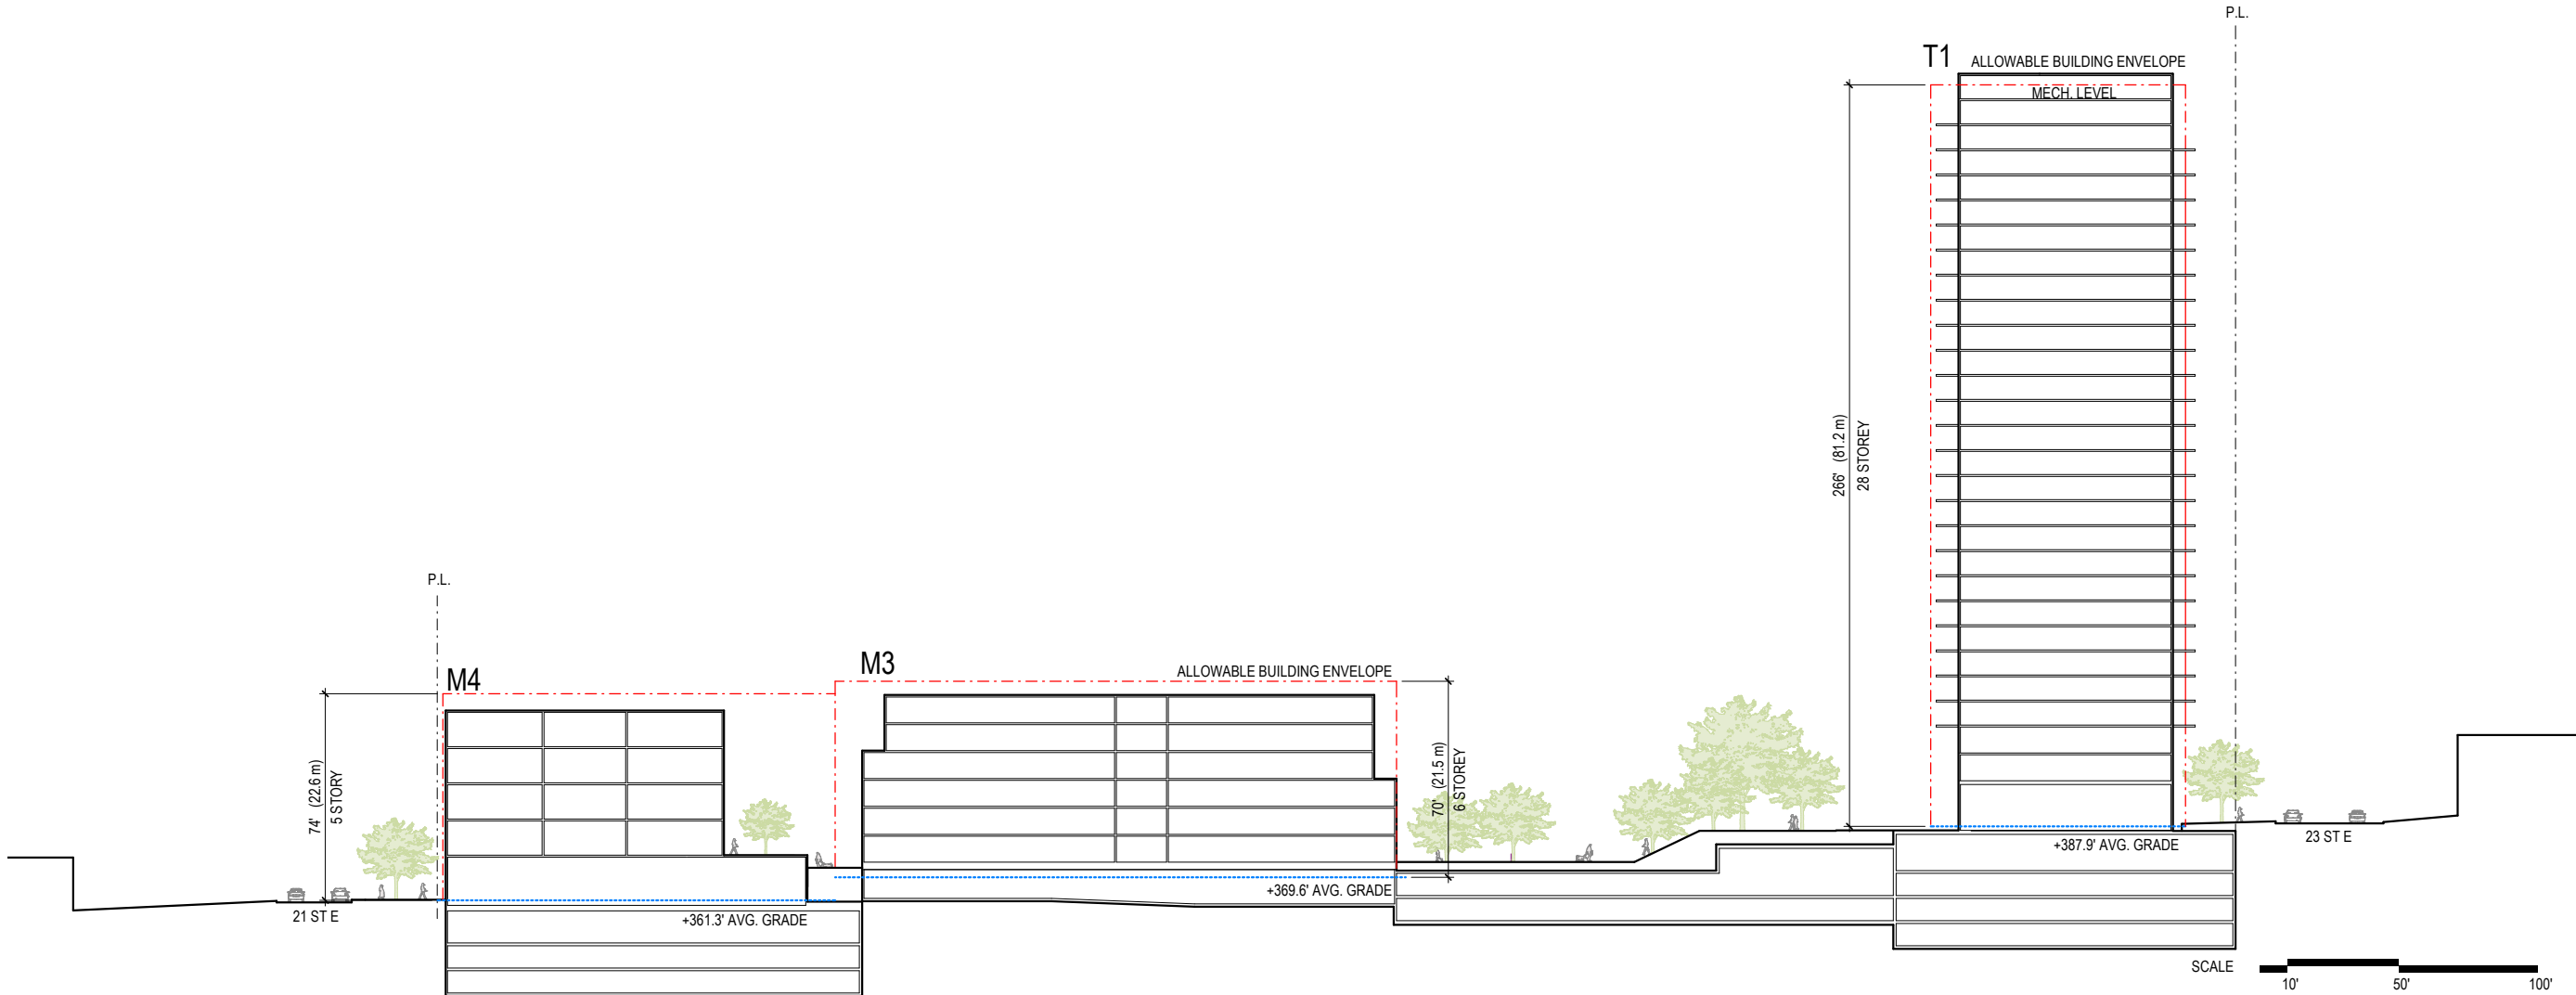 P.L.
T1
ALLOWABLE BUILDING ENVELOPE
MECH. LEVEL
266' (81.2 m)
28 STOREY
P.L.
M4
M3
ALLOWABLE BUILDING ENVELOPE
74' (22.6 m)
5 STORY
70' (21.5 m)
6 STOREY
21 ST E
+361.3' AVG. GRADE
+369.6' AVG. GRADE
+387.9' AVG. GRADE
23 ST E
SCALE
10'
50'
100'